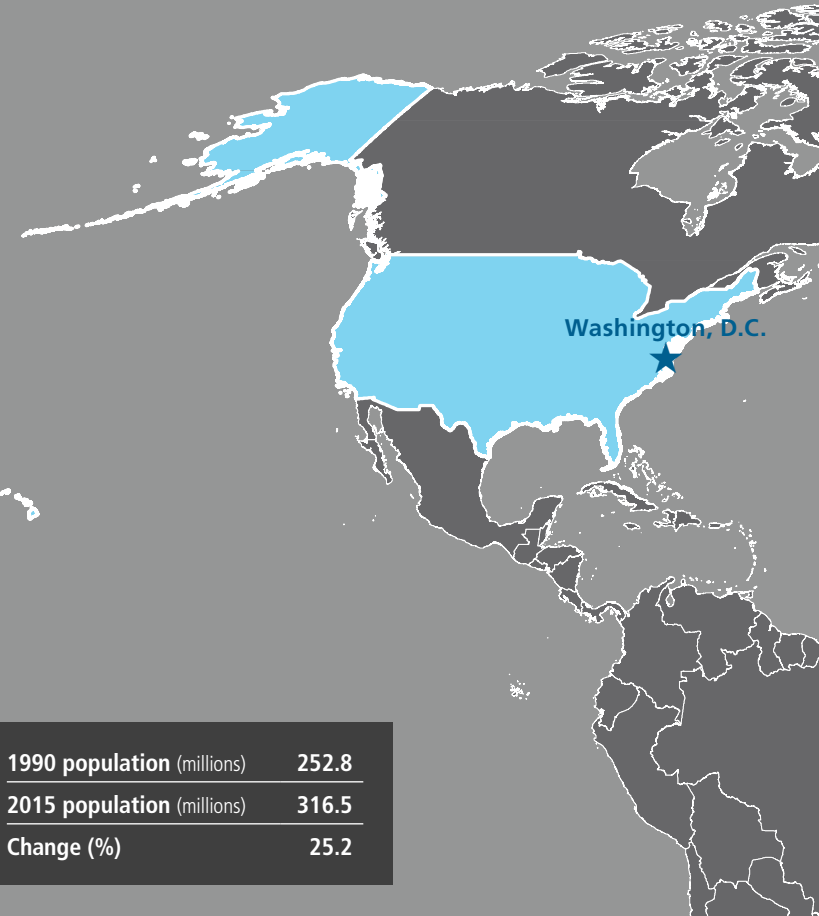 Washington, D.C.
1990 population (millions) 252.8
2015 population (millions) 316.5
Change (%) 25.2